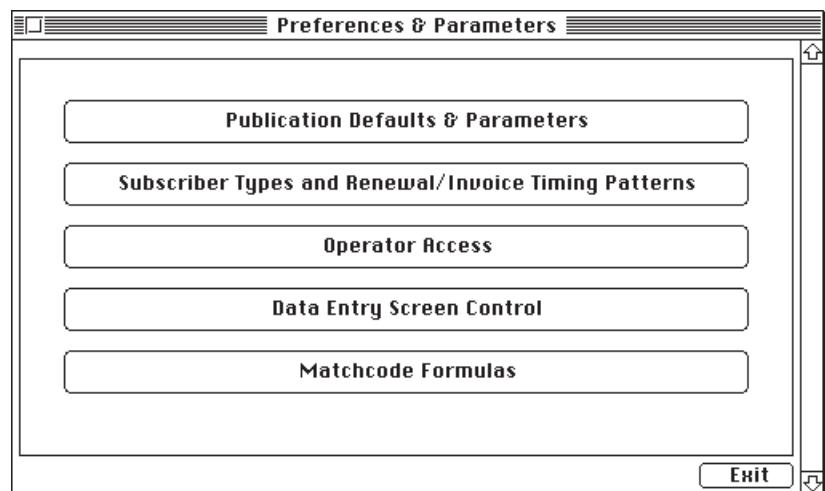 Preferences & Parameters
Publication Defaults & Parameters
Subscriber Types and Renewal/Invoice Timing Patterns
Operator Access
Data Entry Screen Control
Matchcode Formulas
Exit